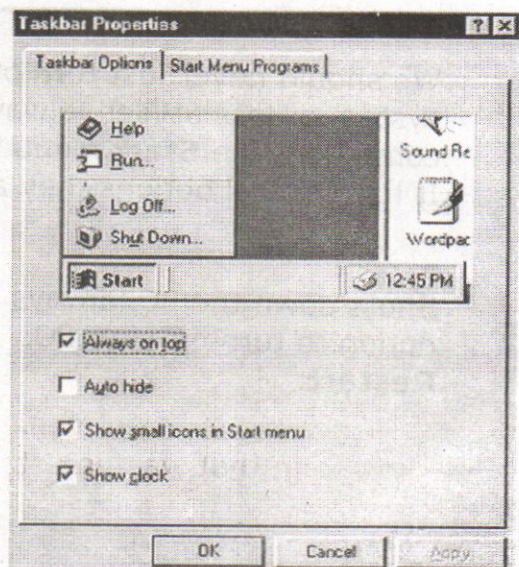 Taskbar Properties
Taskbar Options Start Menu Programs
Help
Run...
Log Off...
Shut Down...
Sound Re
Wordpad
Start 12:45 PM
Always on top
Auto hide
Show small icons in Start menu
Show clock
OK Cancel Apply